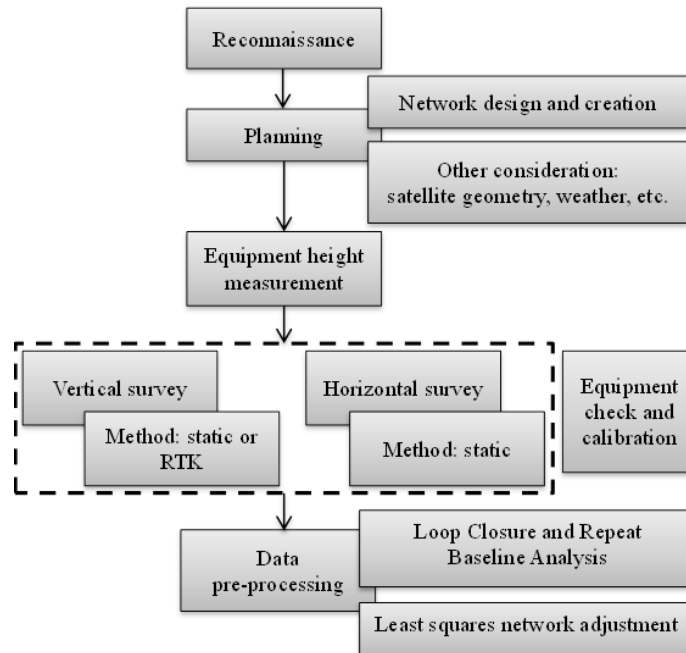 Reconnaissance
Planning
Network design and creation
Other consideration:
satellite geometry, weather, etc.
Equipment height
measurement
Vertical survey
Method: static or
RTK
Horizontal survey
Method: static
Equipment
check and
calibration
Data
pre-processing
Loop Closure and Repeat
Baseline Analysis
Least squares network adjustment